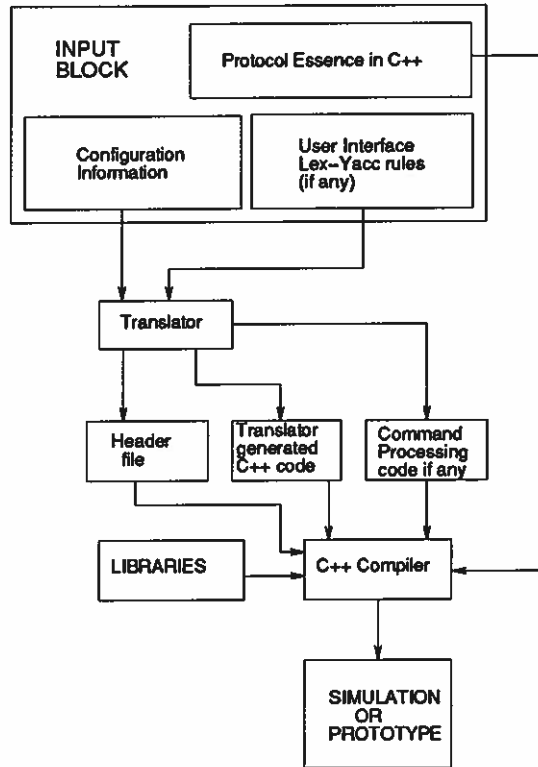 INPUT
BLOCK
Protocol Essence in C++
Configuration
Information
User Interface
Lex-Yacc rules
(if any)
Translator
Header
file
Translator
generated
C++ code
Command
Processing
code if any
LIBRARIES
C++ Compiler
SIMULATION
OR
PROTOTYPE